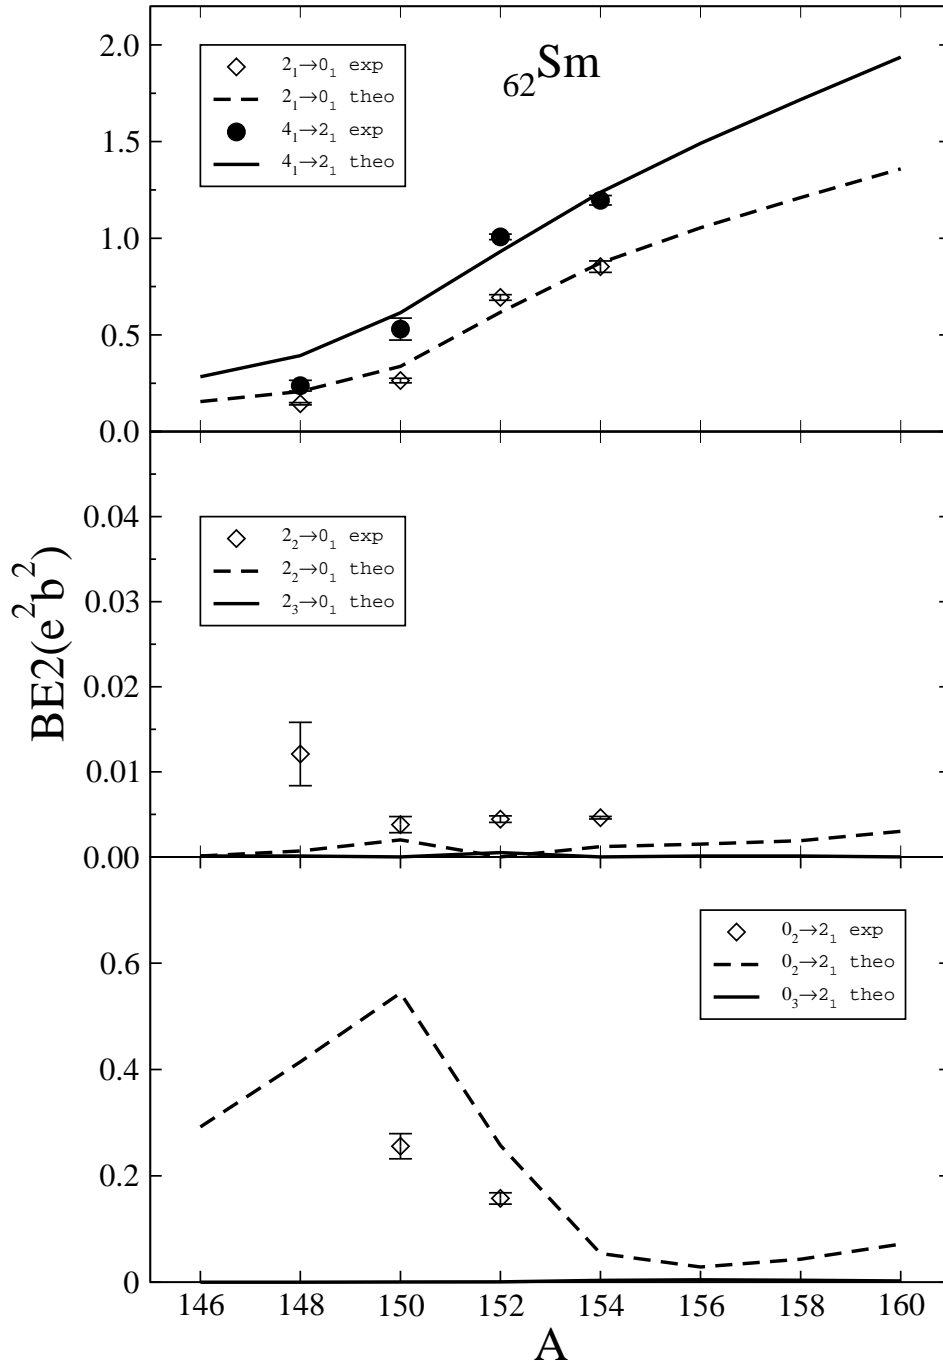 ₆₂Sm
2₁→0₁ exp
2₁→0₁ theo
4₁→2₁ exp
4₁→2₁ theo
2.0
1.5
1.0
0.5
0.0
BE2(e²b²)
2₂→0₁ exp
2₂→0₁ theo
2₃→0₁ theo
0.04
0.03
0.02
0.01
0.00
0₂→2₁ exp
0₂→2₁ theo
0₃→2₁ theo
0.6
0.4
0.2
0
146 148 150 152 154 156 158 160
A